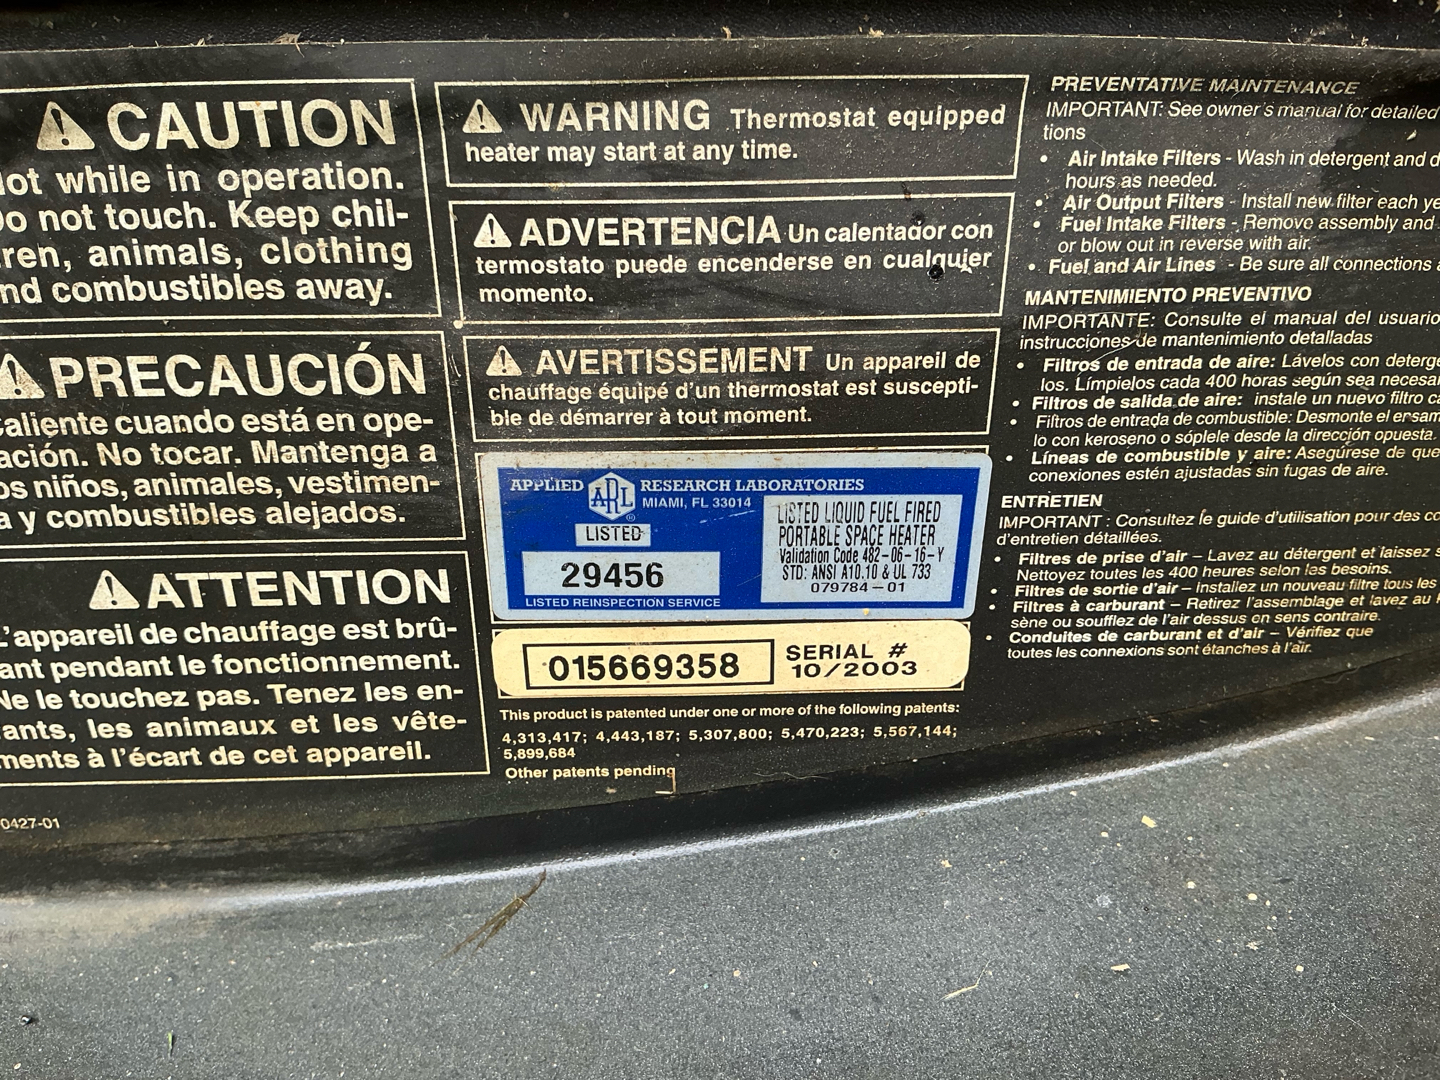 CAUTION
ot while in operation.
o not touch. Keep chil-
ren, animals, clothing
nd combustibles away.
PRECAUCIÓN
aliente cuando está en ope-
ación. No tocar. Mantenga a
os niños, animales, vestimen-
a y combustibles alejados.
ATTENTION
L'appareil de chauffage est brû-
ant pendant le fonctionnement.
Ne le touchez pas. Tenez les en-
ants, les animaux et les vête-
ments à l'écart de cet appareil.
0427-01
WARNING Thermostat equipped
heater may start at any time.
ADVERTENCIA Un calentador con
termostato puede encenderse en cualquier
momento.
AVERTISSEMENT Un appareil de
chauffage équipé d'un thermostat est suscepti-
ble de démarrer à tout moment.
APPLIED ARL RESEARCH LABORATORIES
® MIAMI, FL 33014
LISTED
29456
LISTED REINSPECTION SERVICE
LISTED LIQUID FUEL FIRED
PORTABLE SPACE HEATER
Validation Code 482-06-16-Y
STD: ANSI A10.10 & UL 733
079784-01
015669358
SERIAL #
10/2003
This product is patented under one or more of the following patents:
4,313,417; 4,443,187; 5,307,800; 5,470,223; 5,567,144;
5,899,684
Other patents pending
PREVENTATIVE MAINTENANCE
IMPORTANT: See owner's manual for detailed
tions
• Air Intake Filters - Wash in detergent and d
hours as needed.
• Air Output Filters - Install new filter each ye
• Fuel Intake Filters - Remove assembly and
or blow out in reverse with air.
• Fuel and Air Lines - Be sure all connections a
MANTENIMIENTO PREVENTIVO
IMPORTANTE: Consulte el manual del usuario
instrucciones de mantenimiento detalladas
• Filtros de entrada de aire: Lávelos con deterge
los. Límpielos cada 400 horas según sea necesar
• Filtros de salida de aire: instale un nuevo filtro ca
• Filtros de entrada de combustible: Desmonte el ensam
lo con keroseno o sóplele desde la dirección opuesta.
• Líneas de combustible y aire: Asegúrese de que
conexiones estén ajustadas sin fugas de aire.
ENTRETIEN
IMPORTANT : Consultez le guide d'utilisation pour des co
d'entretien détaillées.
• Filtres de prise d'air – Lavez au détergent et laissez s
Nettoyez toutes les 400 heures selon les besoins.
• Filtres de sortie d'air – Installez un nouveau filtre tous les
• Filtres à carburant – Retirez l'assemblage et lavez au k
sène ou soufflez de l'air dessus en sens contraire.
• Conduites de carburant et d'air – Vérifiez que
toutes les connexions sont étanches à l'air.